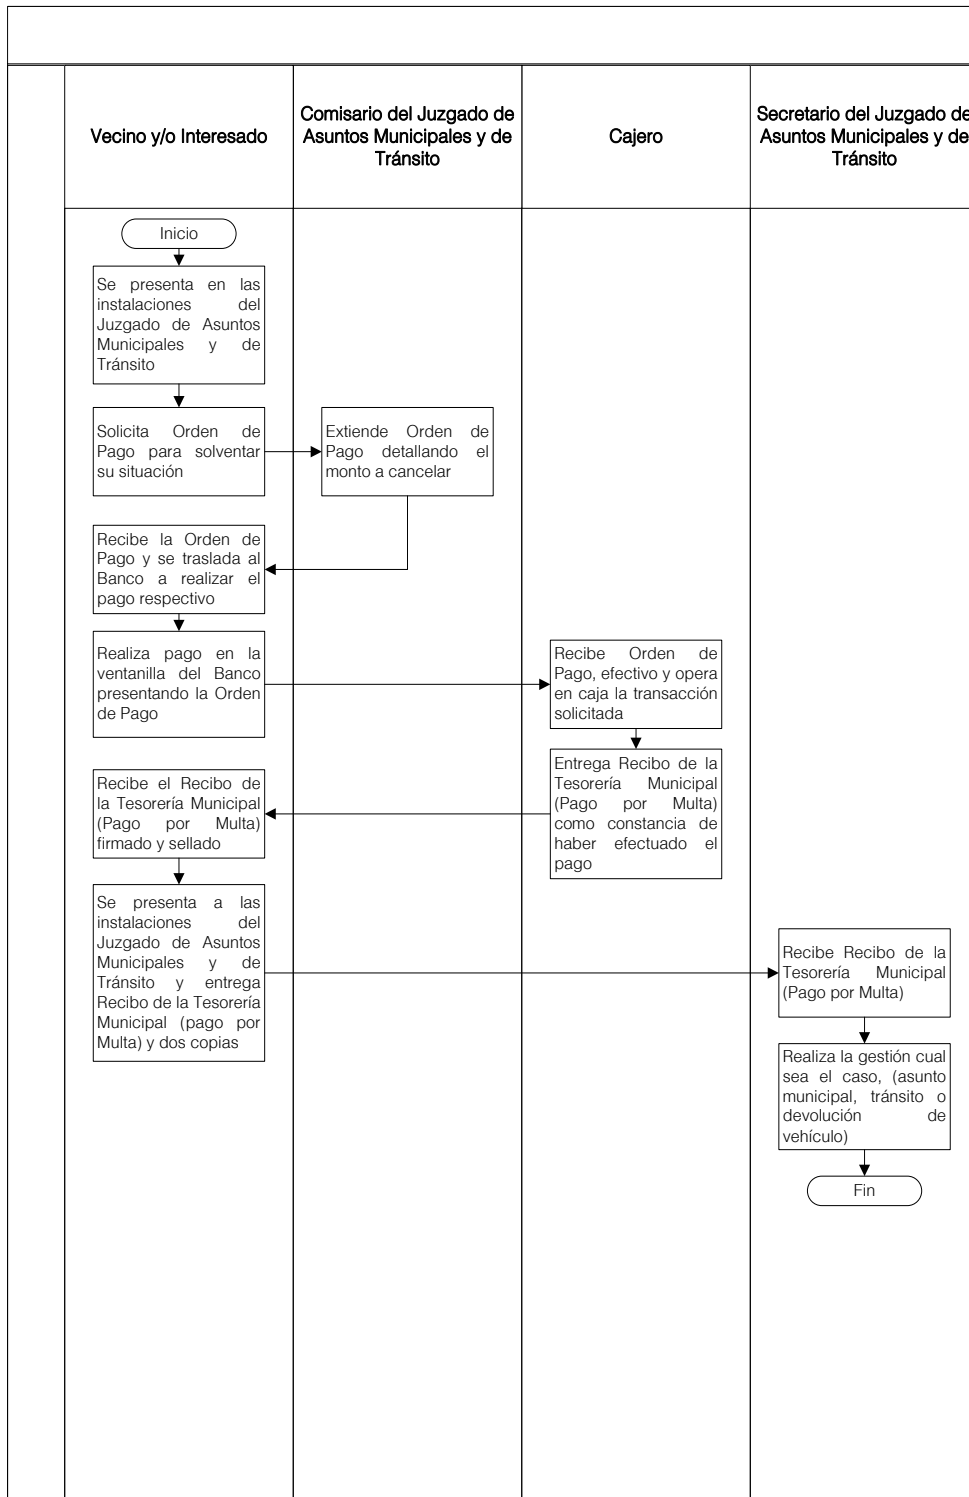 Vecino y/o Interesado
Comisario del Juzgado de
Asuntos Municipales y de
Tránsito
Cajero
Secretario del Juzgado de
Asuntos Municipales y de
Tránsito
Inicio
Se presenta en las
instalaciones del
Juzgado de Asuntos
Municipales y de
Tránsito
Solicita Orden de
Pago para solventar
su situación
Extiende Orden de
Pago detallando el
monto a cancelar
Recibe la Orden de
Pago y se traslada al
Banco a realizar el
pago respectivo
Realiza pago en la
ventanilla del Banco
presentando la Orden
de Pago
Recibe Orden de
Pago, efectivo y opera
en caja la transacción
solicitada
Entrega Recibo de la
Tesorería Municipal
(Pago por Multa)
como constancia de
haber efectuado el
pago
Recibe el Recibo de
la Tesorería Municipal
(Pago por Multa)
firmado y sellado
Se presenta a las
instalaciones del
Juzgado de Asuntos
Municipales y de
Tránsito y entrega
Recibo de la Tesorería
Municipal (pago por
Multa) y dos copias
Recibe Recibo de la
Tesorería Municipal
(Pago por Multa)
Realiza la gestión cual
sea el caso, (asunto
municipal, tránsito o
devolución de
vehículo)
Fin